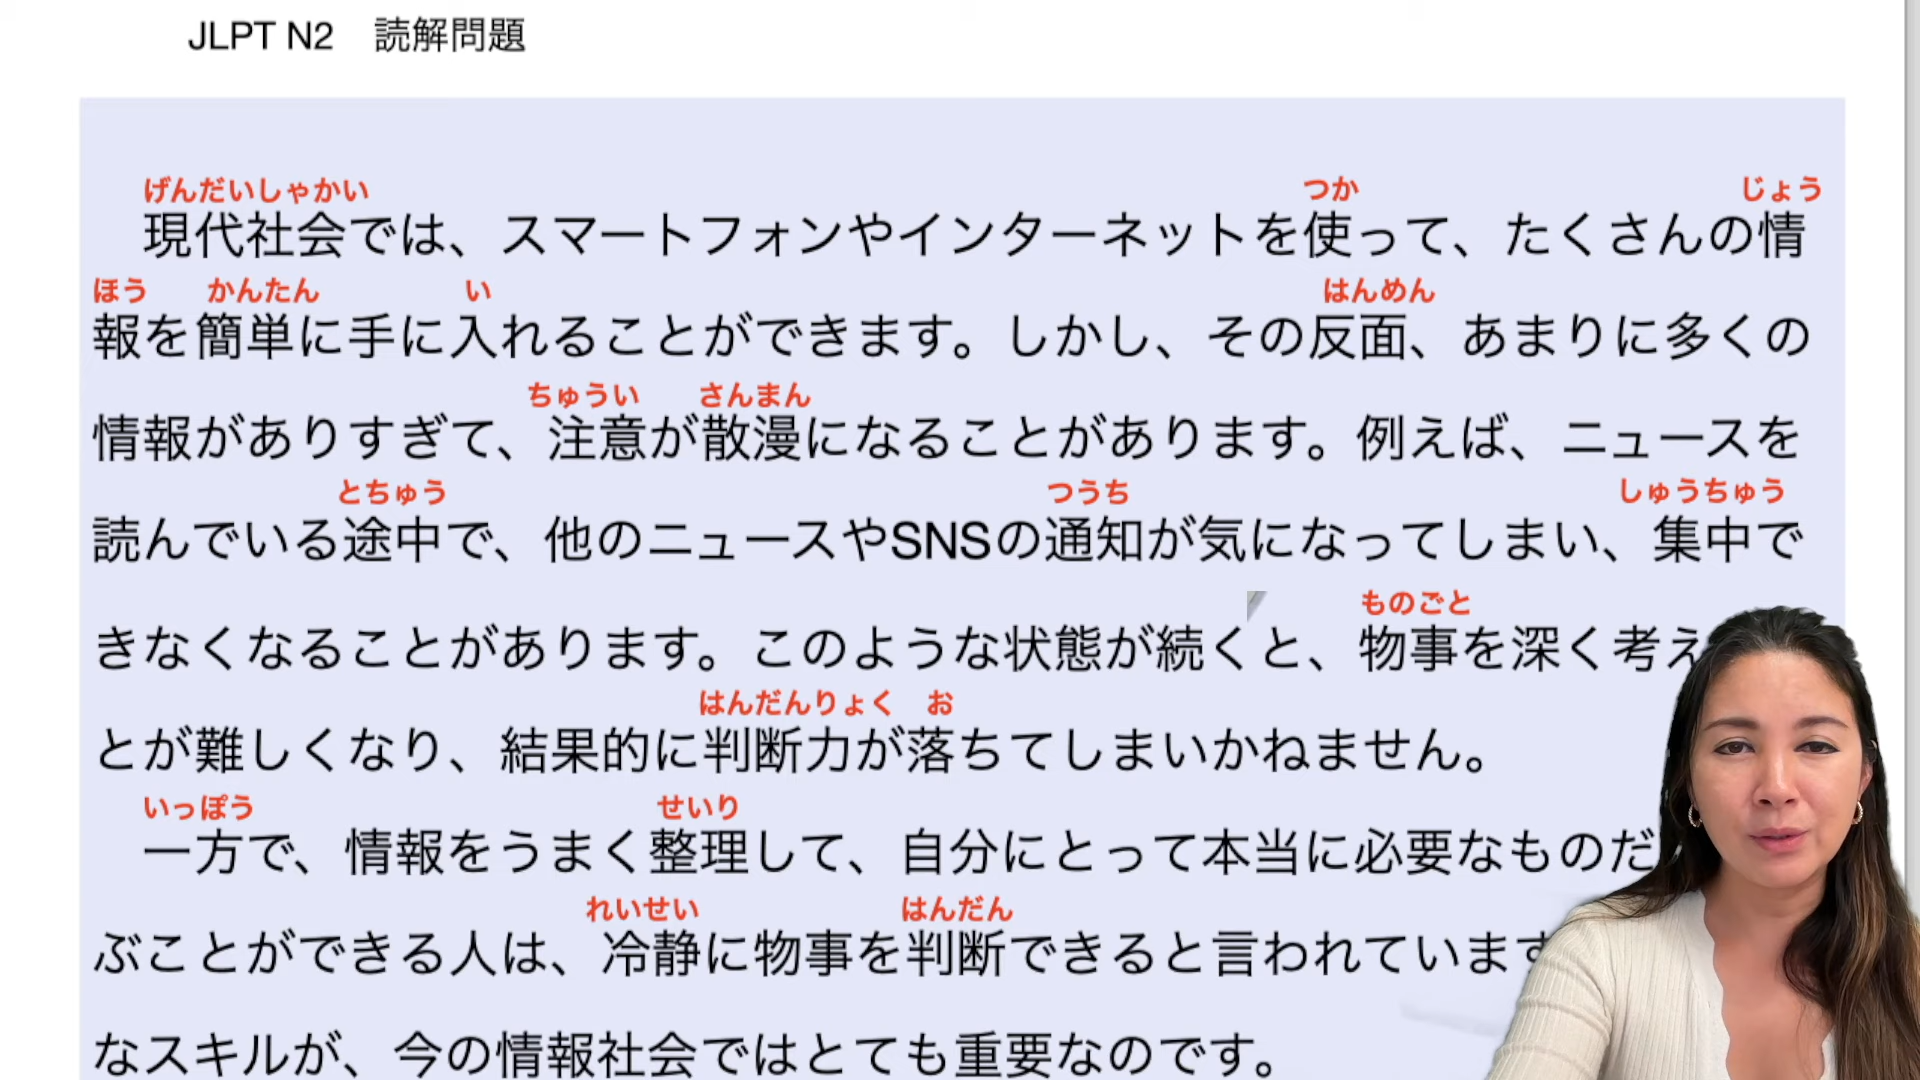 JLPT N2　読解問題
げんだいしゃかい　つか　じょう
現代社会では、スマートフォンやインターネットを使って、たくさんの情
ほう　かんたん　い　はんめん
報を簡単に手に入れることができます。しかし、その反面、あまりに多くの
ちゅうい　さんまん
情報がありすぎて、注意が散漫になることがあります。例えば、ニュースを
とちゅう　つうち　しゅうちゅう
読んでいる途中で、他のニュースやSNSの通知が気になってしまい、集中で
ものごと
きなくなることがあります。このような状態が続くと、物事を深く考え
はんだんりょく　お
とが難しくなり、結果的に判断力が落ちてしまいかねません。
いっぽう　せいり
一方で、情報をうまく整理して、自分にとって本当に必要なものだ
れいせい　はんだん
ぶことができる人は、冷静に物事を判断できると言われています
なスキルが、今の情報社会ではとても重要なのです。